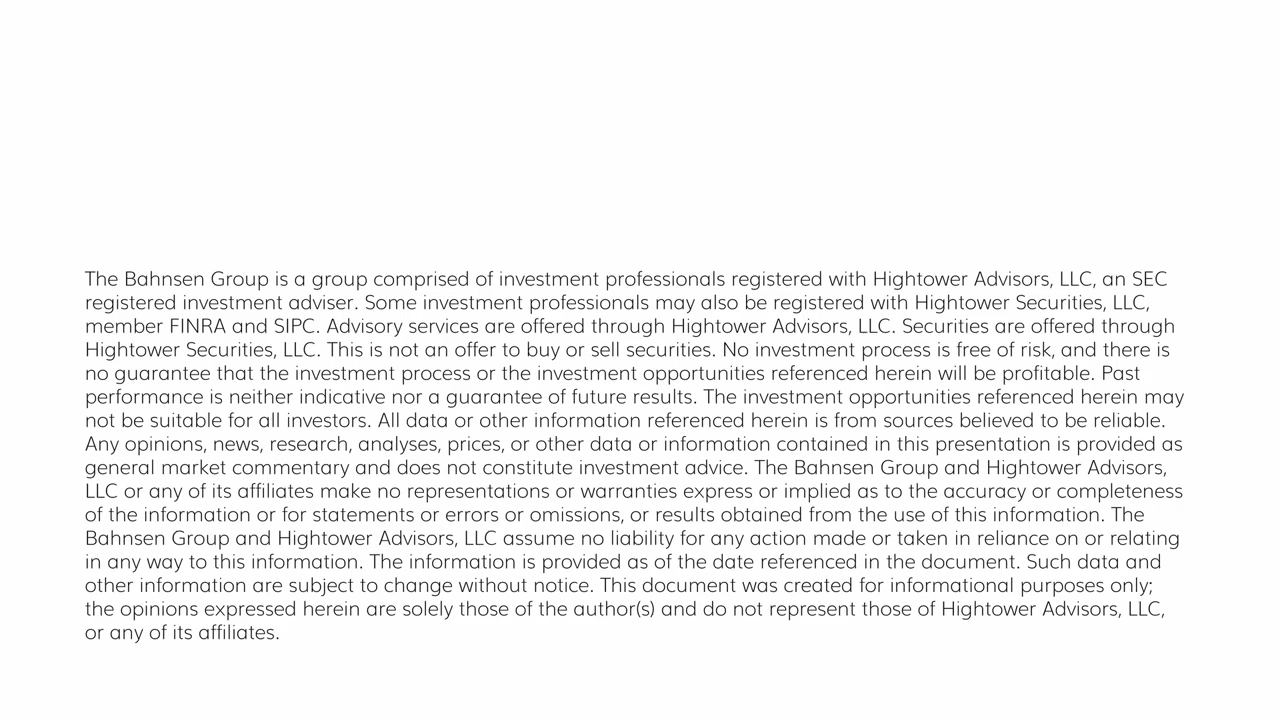 The Bahnsen Group is a group comprised of investment professionals registered with Hightower Advisors, LLC, an SEC
registered investment adviser. Some investment professionals may also be registered with Hightower Securities, LLC,
member FINRA and SIPC. Advisory services are offered through Hightower Advisors, LLC. Securities are offered through
Hightower Securities, LLC. This is not an offer to buy or sell securities. No investment process is free of risk, and there is
no guarantee that the investment process or the investment opportunities referenced herein will be profitable. Past
performance is neither indicative nor a guarantee of future results. The investment opportunities referenced herein may
not be suitable for all investors. All data or other information referenced herein is from sources believed to be reliable.
Any opinions, news, research, analyses, prices, or other data or information contained in this presentation is provided as
general market commentary and does not constitute investment advice. The Bahnsen Group and Hightower Advisors,
LLC or any of its affiliates make no representations or warranties express or implied as to the accuracy or completeness
of the information or for statements or errors or omissions, or results obtained from the use of this information. The
Bahnsen Group and Hightower Advisors, LLC assume no liability for any action made or taken in reliance on or relating
in any way to this information. The information is provided as of the date referenced in the document. Such data and
other information are subject to change without notice. This document was created for informational purposes only;
the opinions expressed herein are solely those of the author(s) and do not represent those of Hightower Advisors, LLC,
or any of its affiliates.